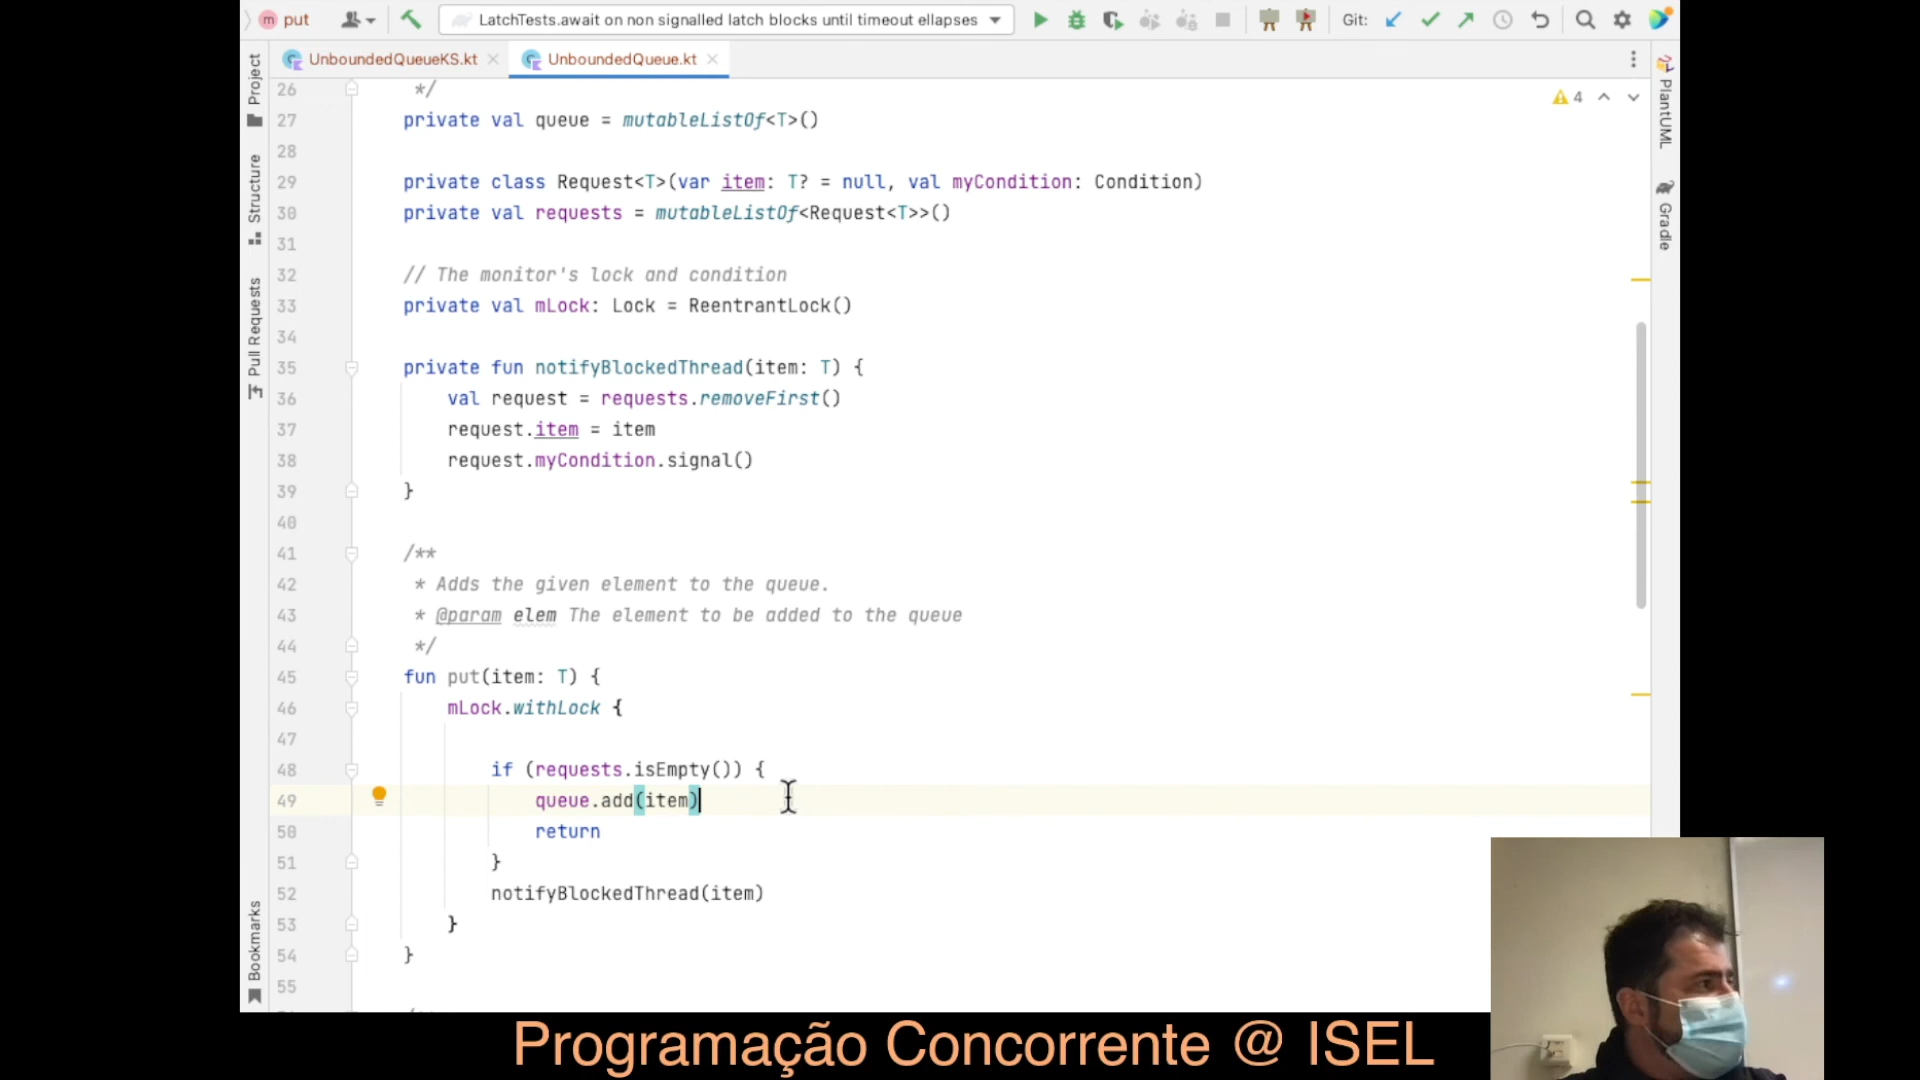 put
LatchTests.await on non signalled latch blocks until timeout ellapses
Git:
UnboundedQueueKS.kt
UnboundedQueue.kt
Project
Structure
Pull Requests
Bookmarks
PlantUML
Gradle
4
26 */
27 private val queue = mutableListOf<T>()
28
29 private class Request<T>(var item: T? = null, val myCondition: Condition)
30 private val requests = mutableListOf<Request<T>>()
31
32 // The monitor's lock and condition
33 private val mLock: Lock = ReentrantLock()
34
35 private fun notifyBlockedThread(item: T) {
36 val request = requests.removeFirst()
37 request.item = item
38 request.myCondition.signal()
39 }
40
41 /**
42 * Adds the given element to the queue.
43 * @param elem The element to be added to the queue
44 */
45 fun put(item: T) {
46 mLock.withLock {
47
48 if (requests.isEmpty()) {
49 queue.add(item)
50 return
51 }
52 notifyBlockedThread(item)
53 }
54 }
55
Programação Concorrente @ ISEL